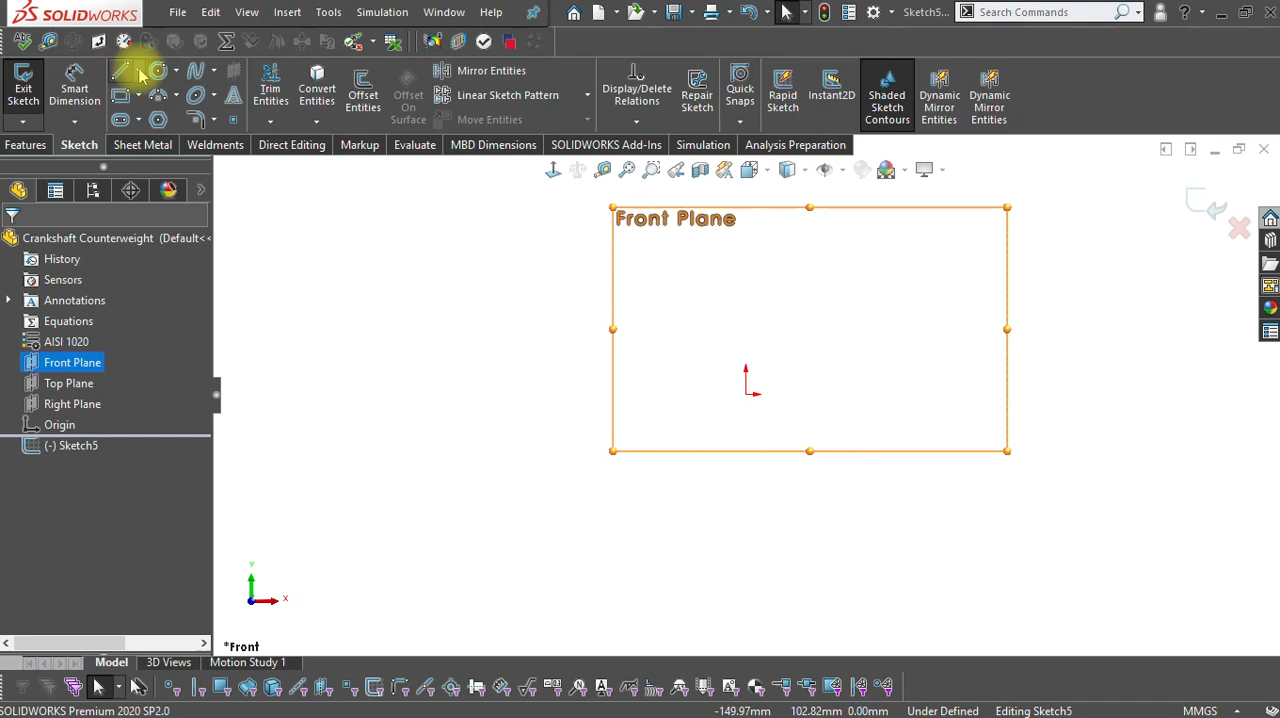 SOLIDWORKS File Edit View Insert Tools Simulation Window Help Sketch5... Search Commands
Exit Sketch
Smart Dimension
Trim Entities
Convert Entities
Offset Entities
Offset On Surface
Mirror Entities
Linear Sketch Pattern
Move Entities
Display/Delete Relations
Repair Sketch
Quick Snaps
Rapid Sketch
Instant2D
Shaded Sketch Contours
Dynamic Mirror Entities
Dynamic Mirror Entities
Features Sketch Sheet Metal Weldments Direct Editing Markup Evaluate MBD Dimensions SOLIDWORKS Add-Ins Simulation Analysis Preparation
Crankshaft Counterweight (Default<<
History
Sensors
Annotations
Equations
AISI 1020
Front Plane
Top Plane
Right Plane
Origin
(-) Sketch5
Front Plane
Y
X
*Front
Model 3D Views Motion Study 1
SOLIDWORKS Premium 2020 SP2.0 -149.97mm 102.82mm 0.00mm Under Defined Editing Sketch5 MMGS